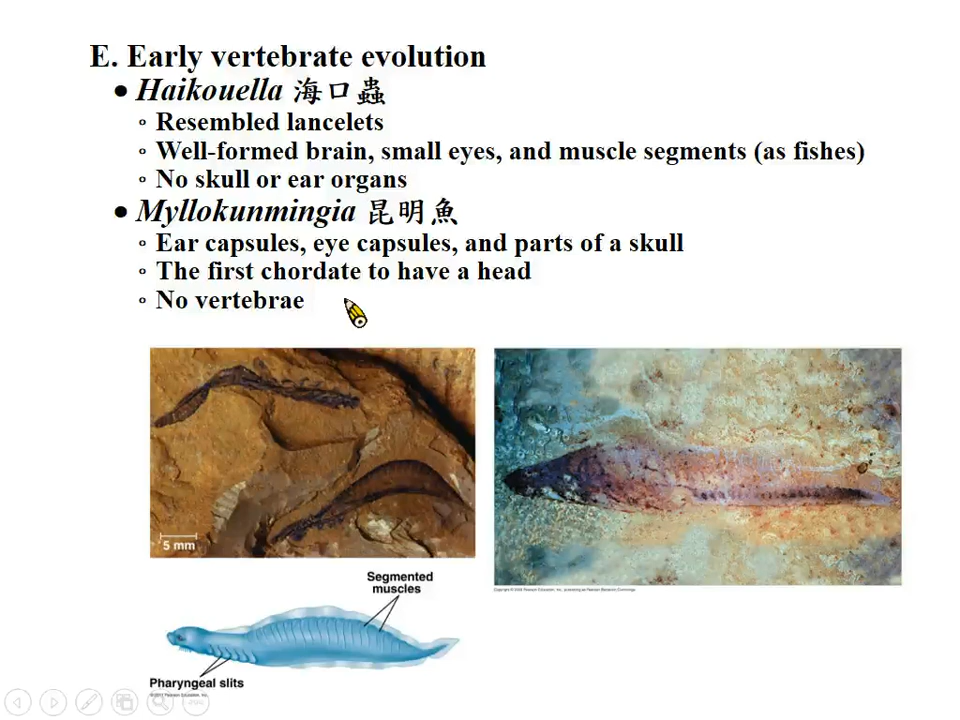 E. Early vertebrate evolution
• Haikouella 海口蟲
◦ Resembled lancelets
◦ Well-formed brain, small eyes, and muscle segments (as fishes)
◦ No skull or ear organs
• Myllokunmingia 昆明魚
◦ Ear capsules, eye capsules, and parts of a skull
◦ The first chordate to have a head
◦ No vertebrae
5 mm
Segmented
muscles
Pharyngeal slits